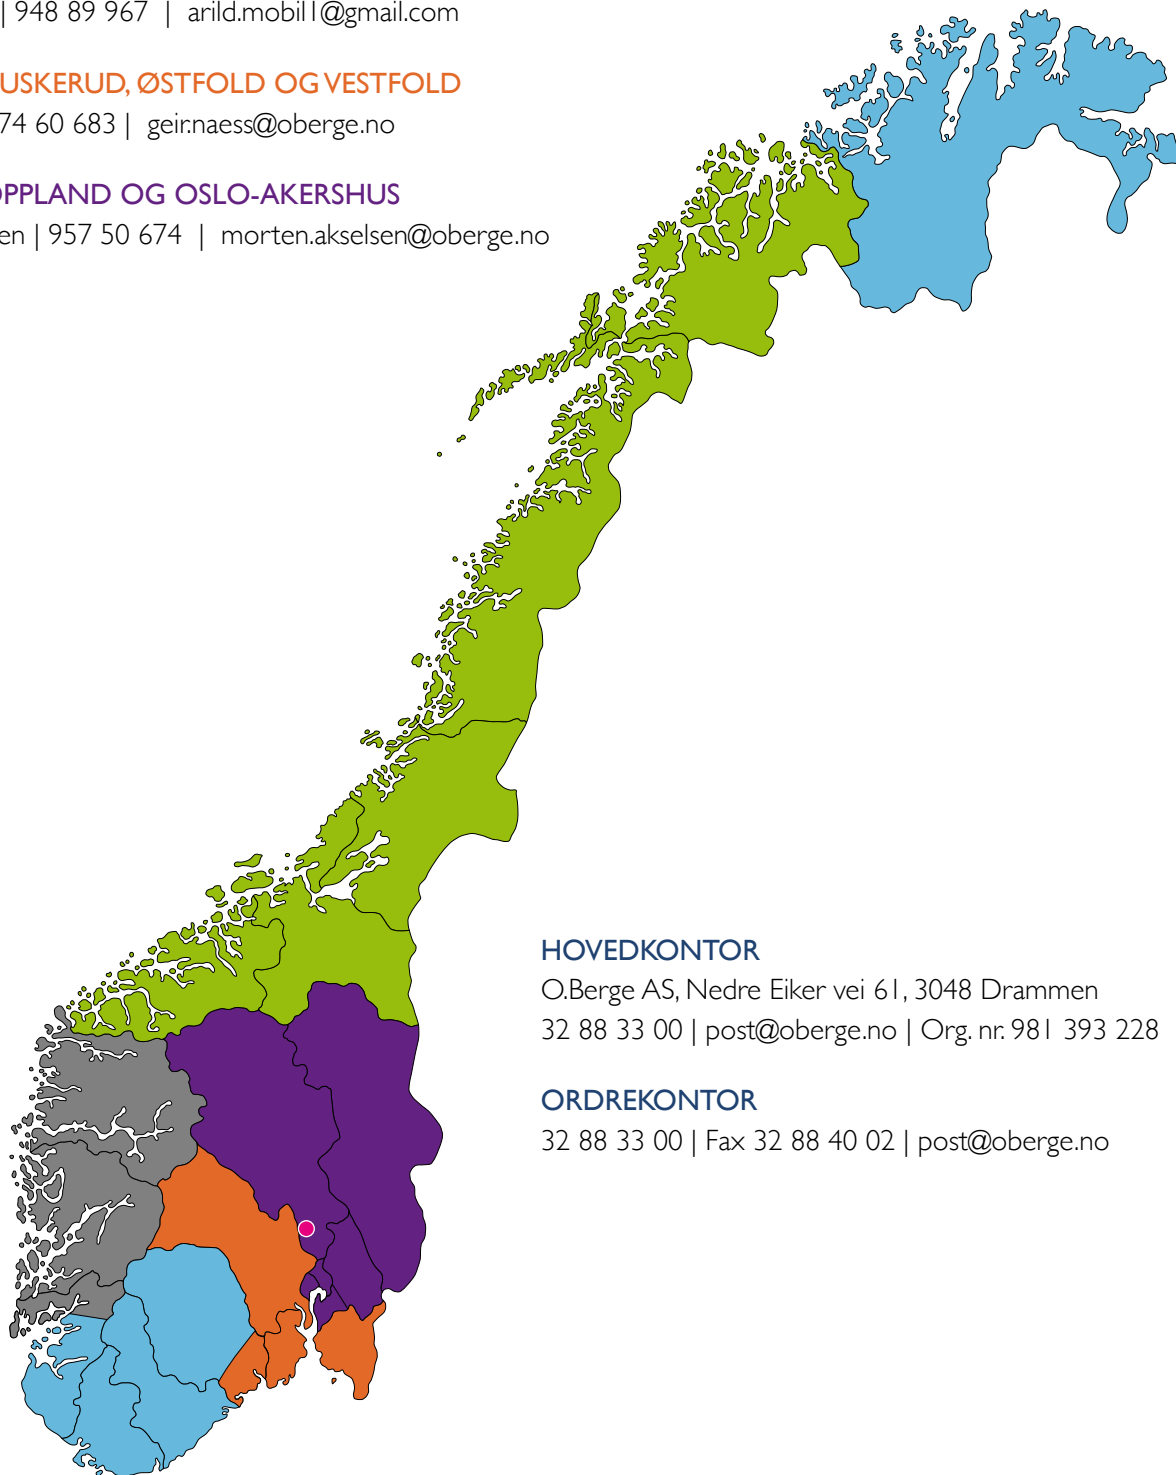 | 948 89 967 | arild.mobil1@gmail.com
USKERUD, ØSTFOLD OG VESTFOLD
74 60 683 | geir.naess@oberge.no
OPPLAND OG OSLO-AKERSHUS
en | 957 50 674 | morten.akselsen@oberge.no
HOVEDKONTOR
O.Berge AS, Nedre Eiker vei 61, 3048 Drammen
32 88 33 00 | post@oberge.no | Org. nr. 981 393 228
ORDREKONTOR
32 88 33 00 | Fax 32 88 40 02 | post@oberge.no